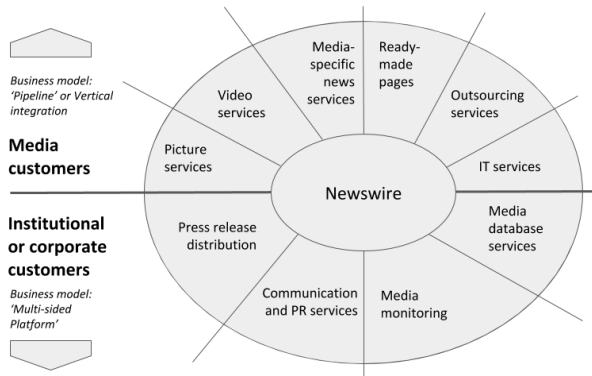 Business model:
‘Pipeline’ or Vertical
integration
Media
customers
Institutional
or corporate
customers
Business model:
‘Multi-sided
Platform’
Picture
services
Video
services
Media-
specific
news
services
Ready-
made
pages
Outsourcing
services
IT services
Newswire
Press release
distribution
Communication
and PR services
Media
monitoring
Media
database
services